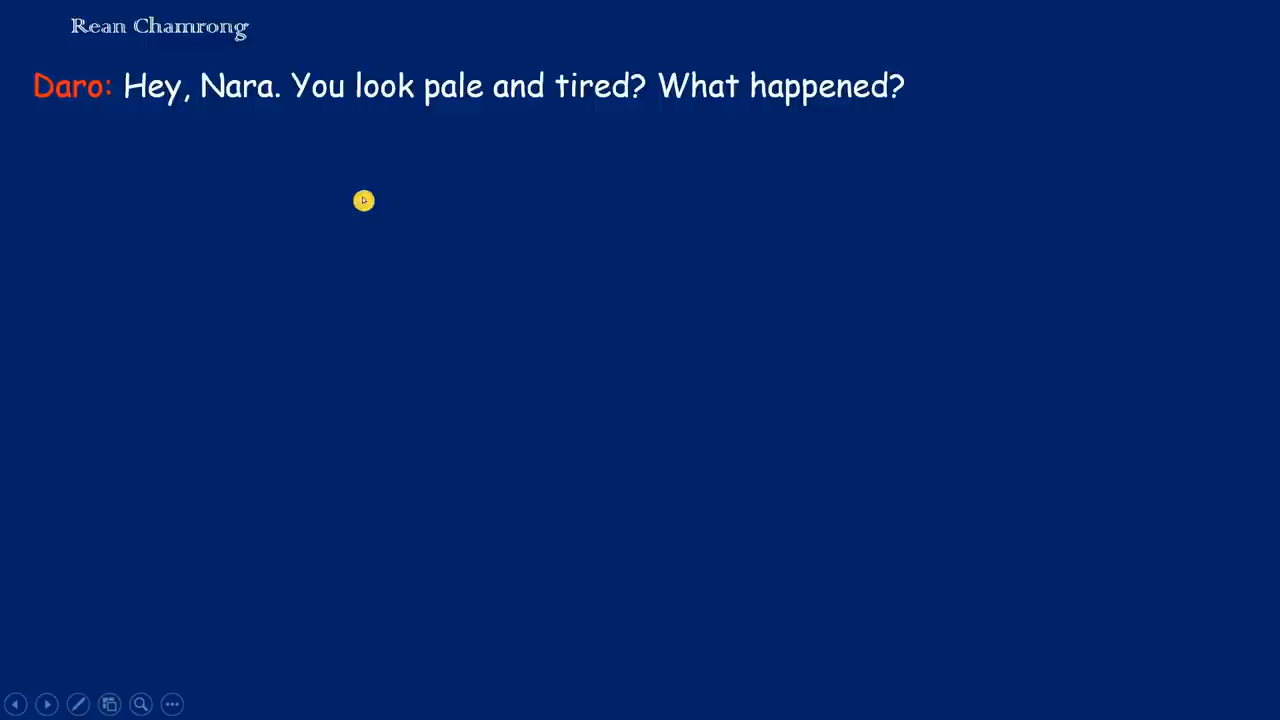 Rean Chamrong
Daro: Hey, Nara. You look pale and tired? What happened?